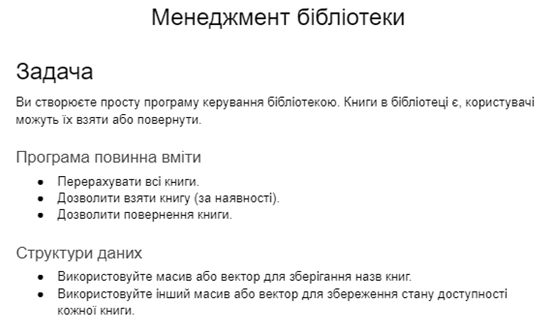 Менеджмент бібліотеки
Задача
Ви створюєте просту програму керування бібліотекою. Книги в бібліотеці є, користувачі
можуть їх взяти або повернути.
Програма повинна вміти
● Перерахувати всі книги.
● Дозволити взяти книгу (за наявності).
● Дозволити повернення книги.
Структури даних
● Використовуйте масив або вектор для зберігання назв книг.
● Використовуйте інший масив або вектор для збереження стану доступності
кожної книги.